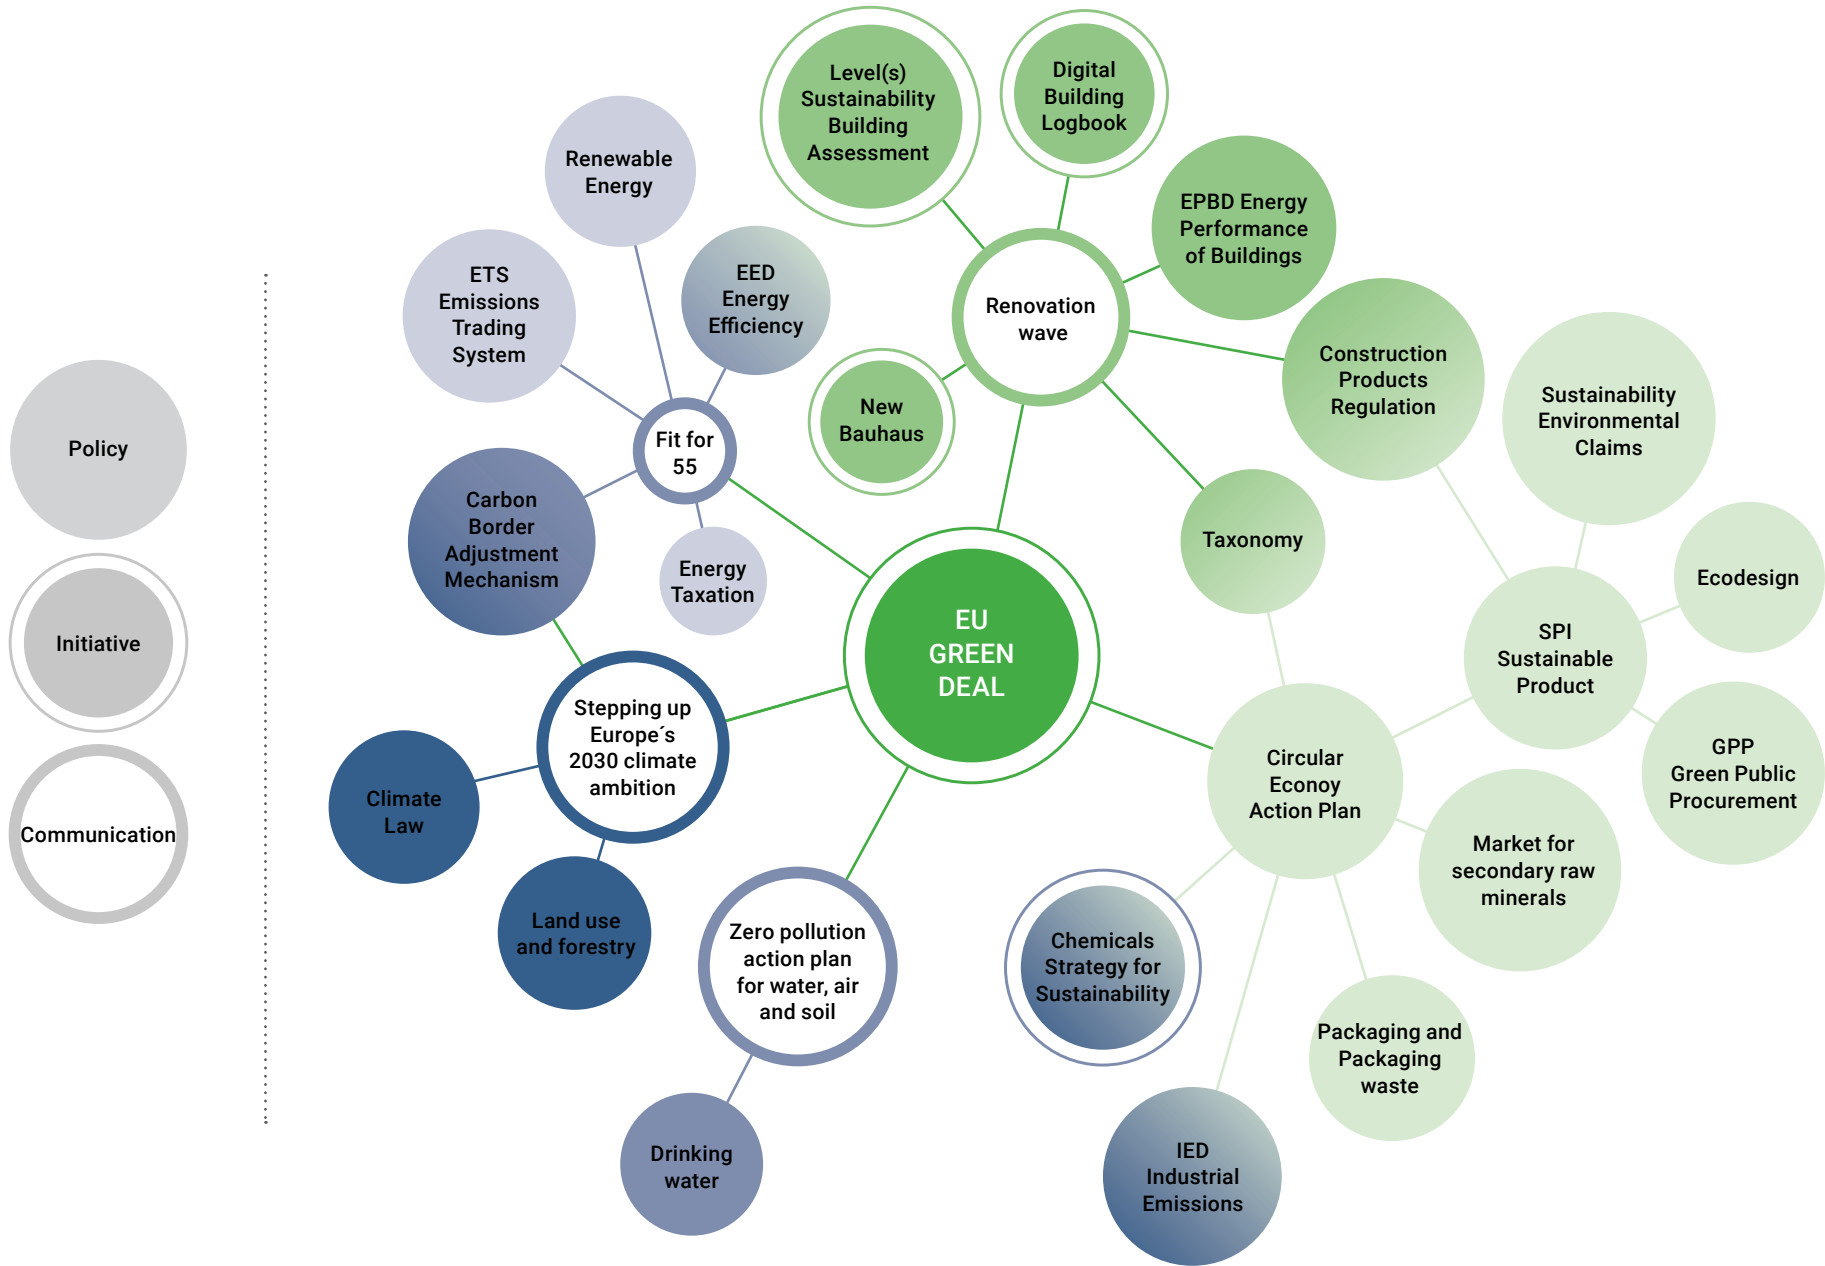 Policy
Initiative
Communication
Level(s)
Sustainability
Building
Assessment
Digital
Building
Logbook
Renewable
Energy
EPBD Energy
Performance
of Buildings
ETS
Emissions
Trading
System
EED
Energy
Efficiency
Renovation
wave
Construction
Products
Regulation
Sustainability
Environmental
Claims
New
Bauhaus
Fit for
55
Carbon
Border
Adjustment
Mechanism
Energy
Taxation
Taxonomy
Ecodesign
EU
GREEN
DEAL
SPI
Sustainable
Product
Stepping up
Europe´s
2030 climate
ambition
Circular
Econoy
Action Plan
GPP
Green Public
Procurement
Climate
Law
Market for
secondary raw
minerals
Land use
and forestry
Zero pollution
action plan
for water, air
and soil
Chemicals
Strategy for
Sustainability
Packaging and
Packaging
waste
Drinking
water
IED
Industrial
Emissions